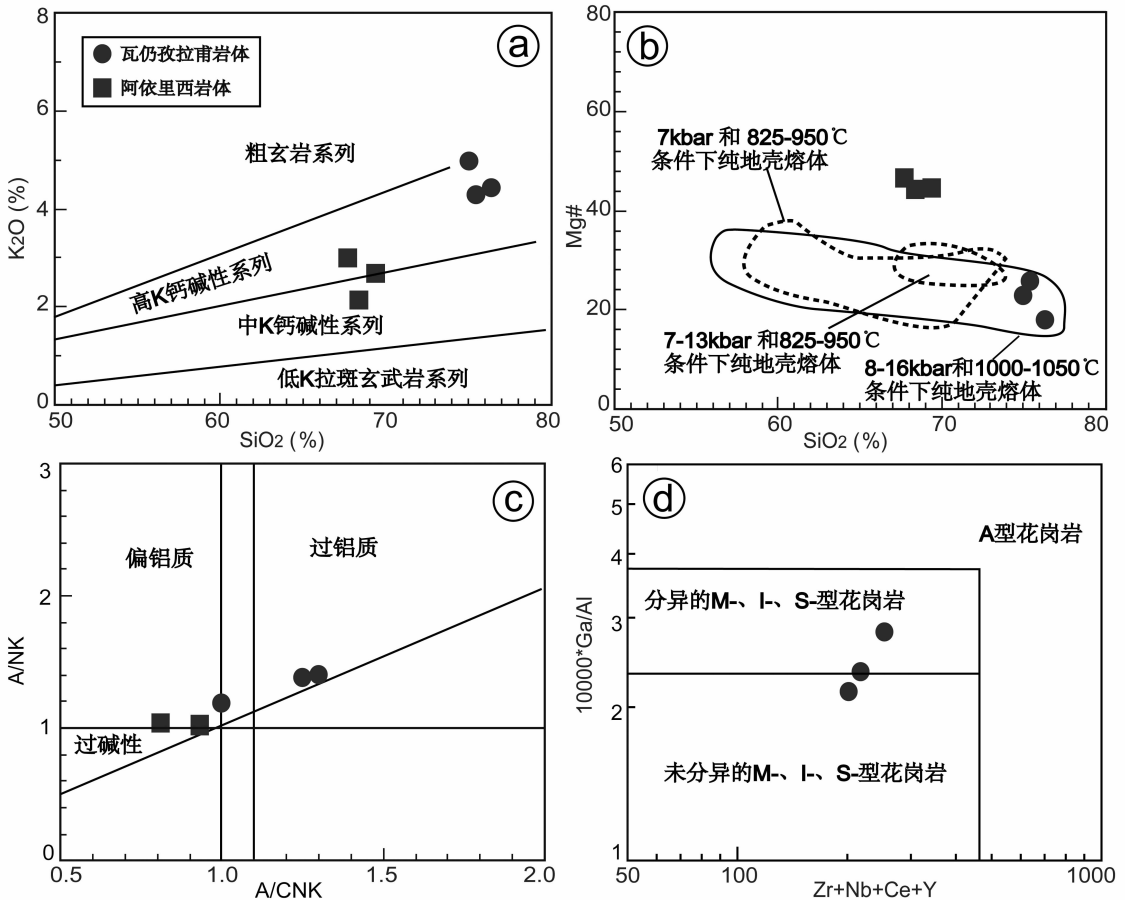 a
瓦仍孜拉甫岩体
阿依里西岩体
粗玄岩系列
高K钙碱性系列
中K钙碱性系列
低K拉斑玄武岩系列
8
6
4
2
0
K2O (%)
50
60
70
80
SiO2 (%)
b
7kbar 和 825-950℃
条件下纯地壳熔体
7-13kbar 和825-950℃
条件下纯地壳熔体
8-16kbar和1000-1050℃
条件下纯地壳熔体
80
60
40
20
0
Mg#
50
60
70
80
SiO2 (%)
c
偏铝质
过铝质
过碱性
3
2
1
0
A/NK
0.5
1.0
1.5
2.0
A/CNK
d
A型花岗岩
分异的M-、I-、S-型花岗岩
未分异的M-、I-、S-型花岗岩
6
5
4
3
2
1
10000*Ga/Al
50
100
1000
Zr+Nb+Ce+Y